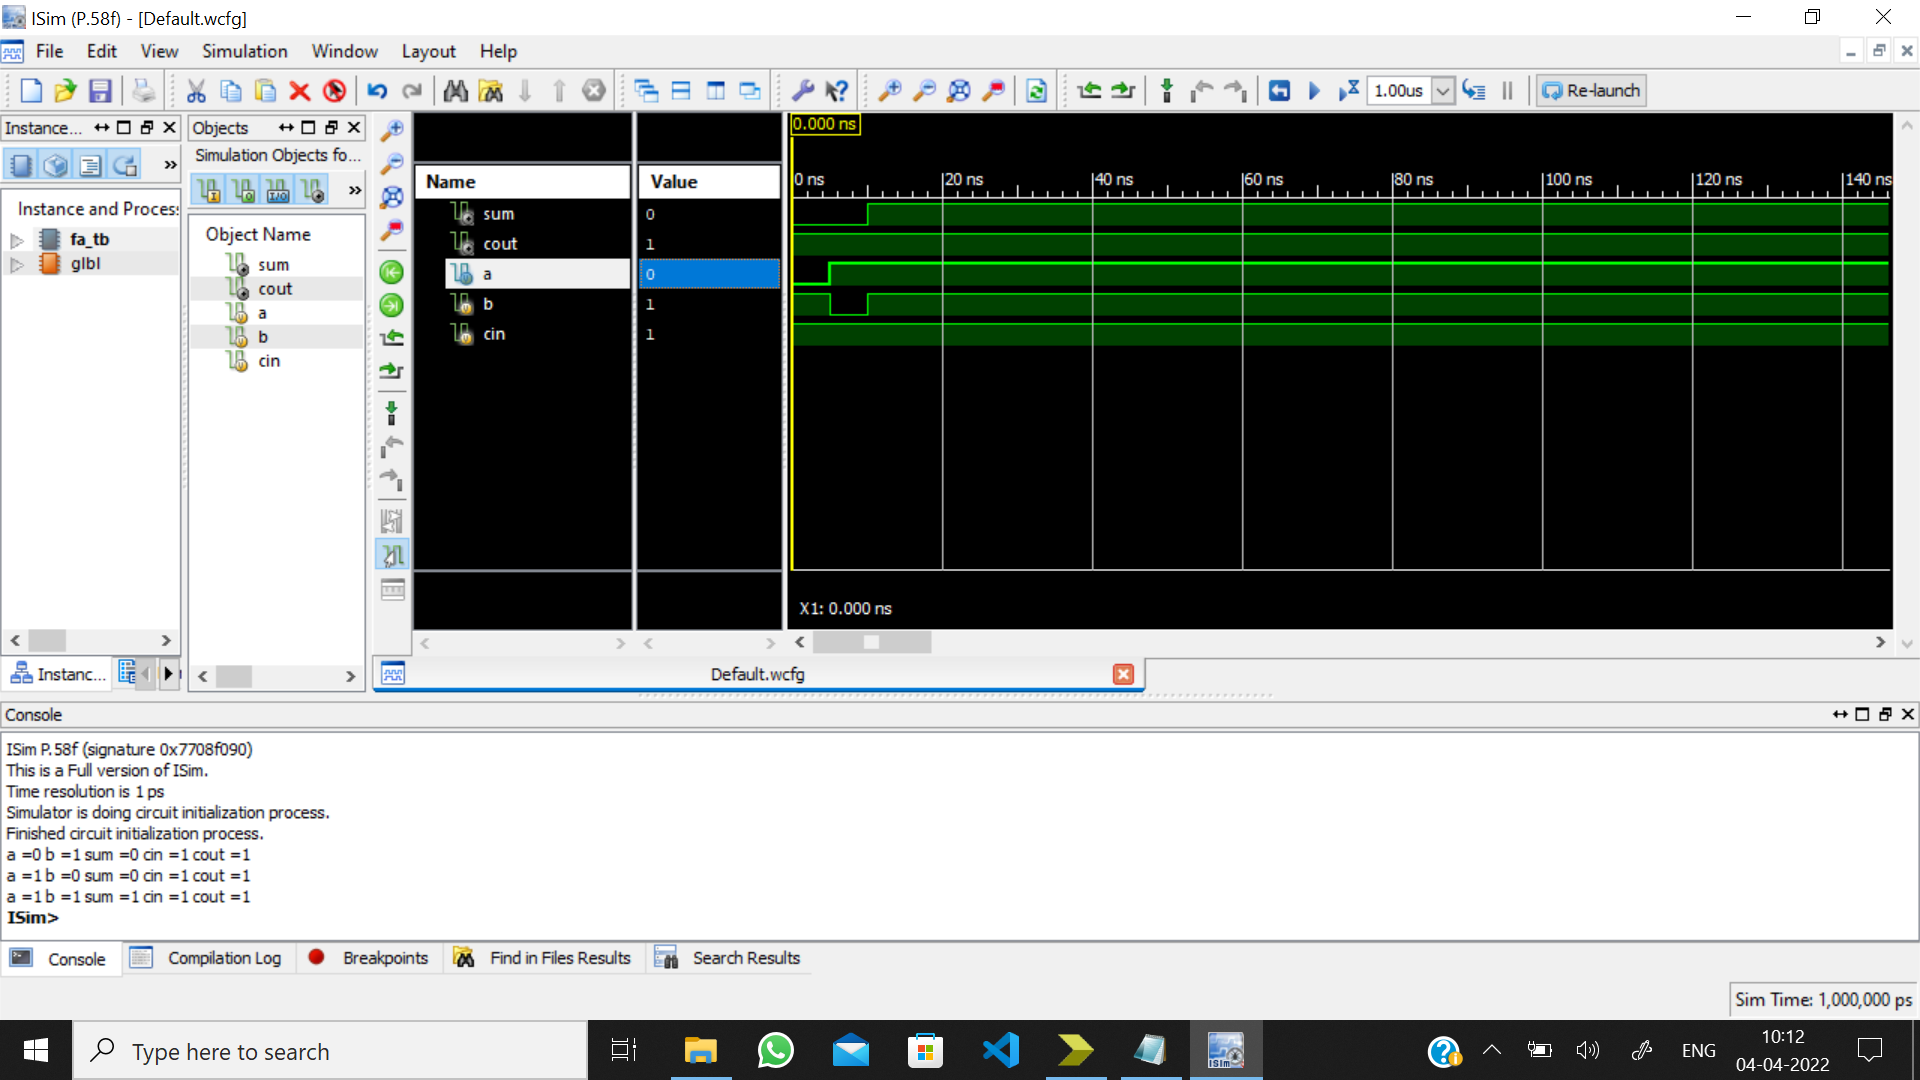 ISim (P.58f) - [Default.wcfg]
File Edit View Simulation Window Layout Help
1.00us Re-launch
Instance... Objects
Simulation Objects fo...
Instance and Process
fa_tb
glbl
Object Name
sum
cout
a
b
cin
Name Value
sum 0
cout 1
a 0
b 1
cin 1
0.000 ns
0 ns 20 ns 40 ns 60 ns 80 ns 100 ns 120 ns 140 ns
X1: 0.000 ns
Instanc...
Default.wcfg
Console
ISim P.58f (signature 0x7708f090)
This is a Full version of ISim.
Time resolution is 1 ps
Simulator is doing circuit initialization process.
Finished circuit initialization process.
a =0 b =1 sum =0 cin =1 cout =1
a =1 b =0 sum =0 cin =1 cout =1
a =1 b =1 sum =1 cin =1 cout =1
ISim>
Console Compilation Log Breakpoints Find in Files Results Search Results
Sim Time: 1,000,000 ps
Type here to search
ISim
ENG
10:12
04-04-2022